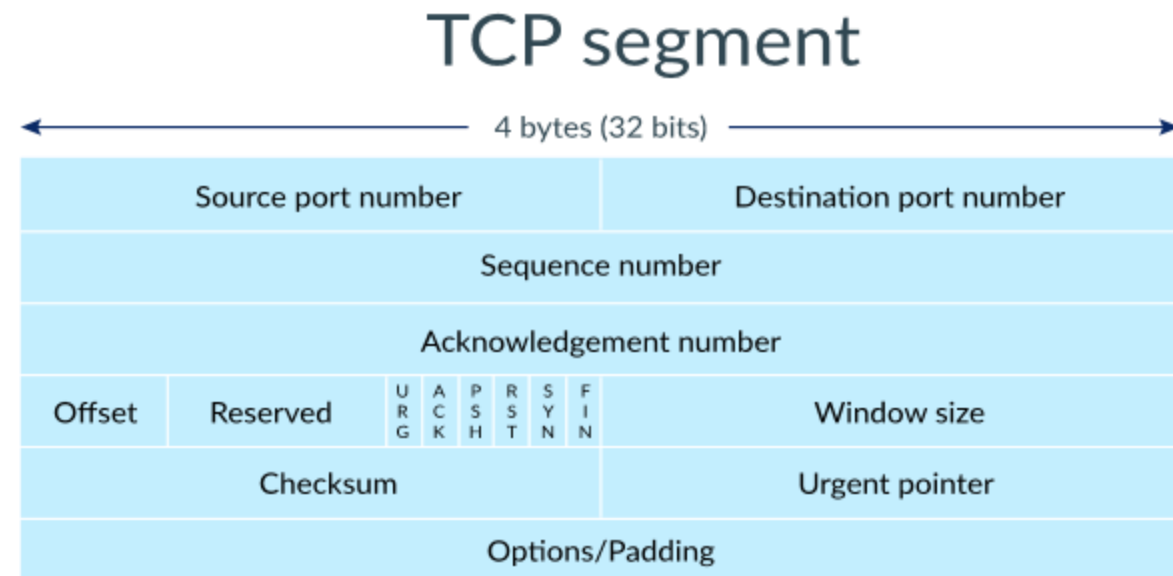 TCP segment
4 bytes (32 bits)
Source port number Destination port number
Sequence number
Acknowledgement number
Offset Reserved URG ACK PSH RST SYN FIN Window size
Checksum Urgent pointer
Options/Padding